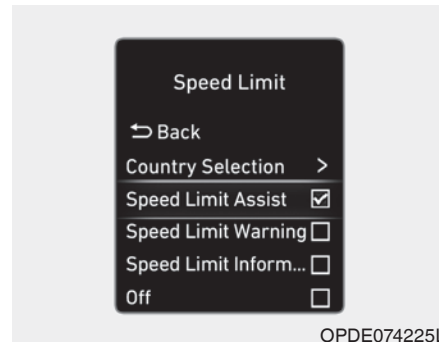 Speed Limit
Back
Country Selection >
Speed Limit Assist
Speed Limit Warning
Speed Limit Inform...
Off
OPDE074225L